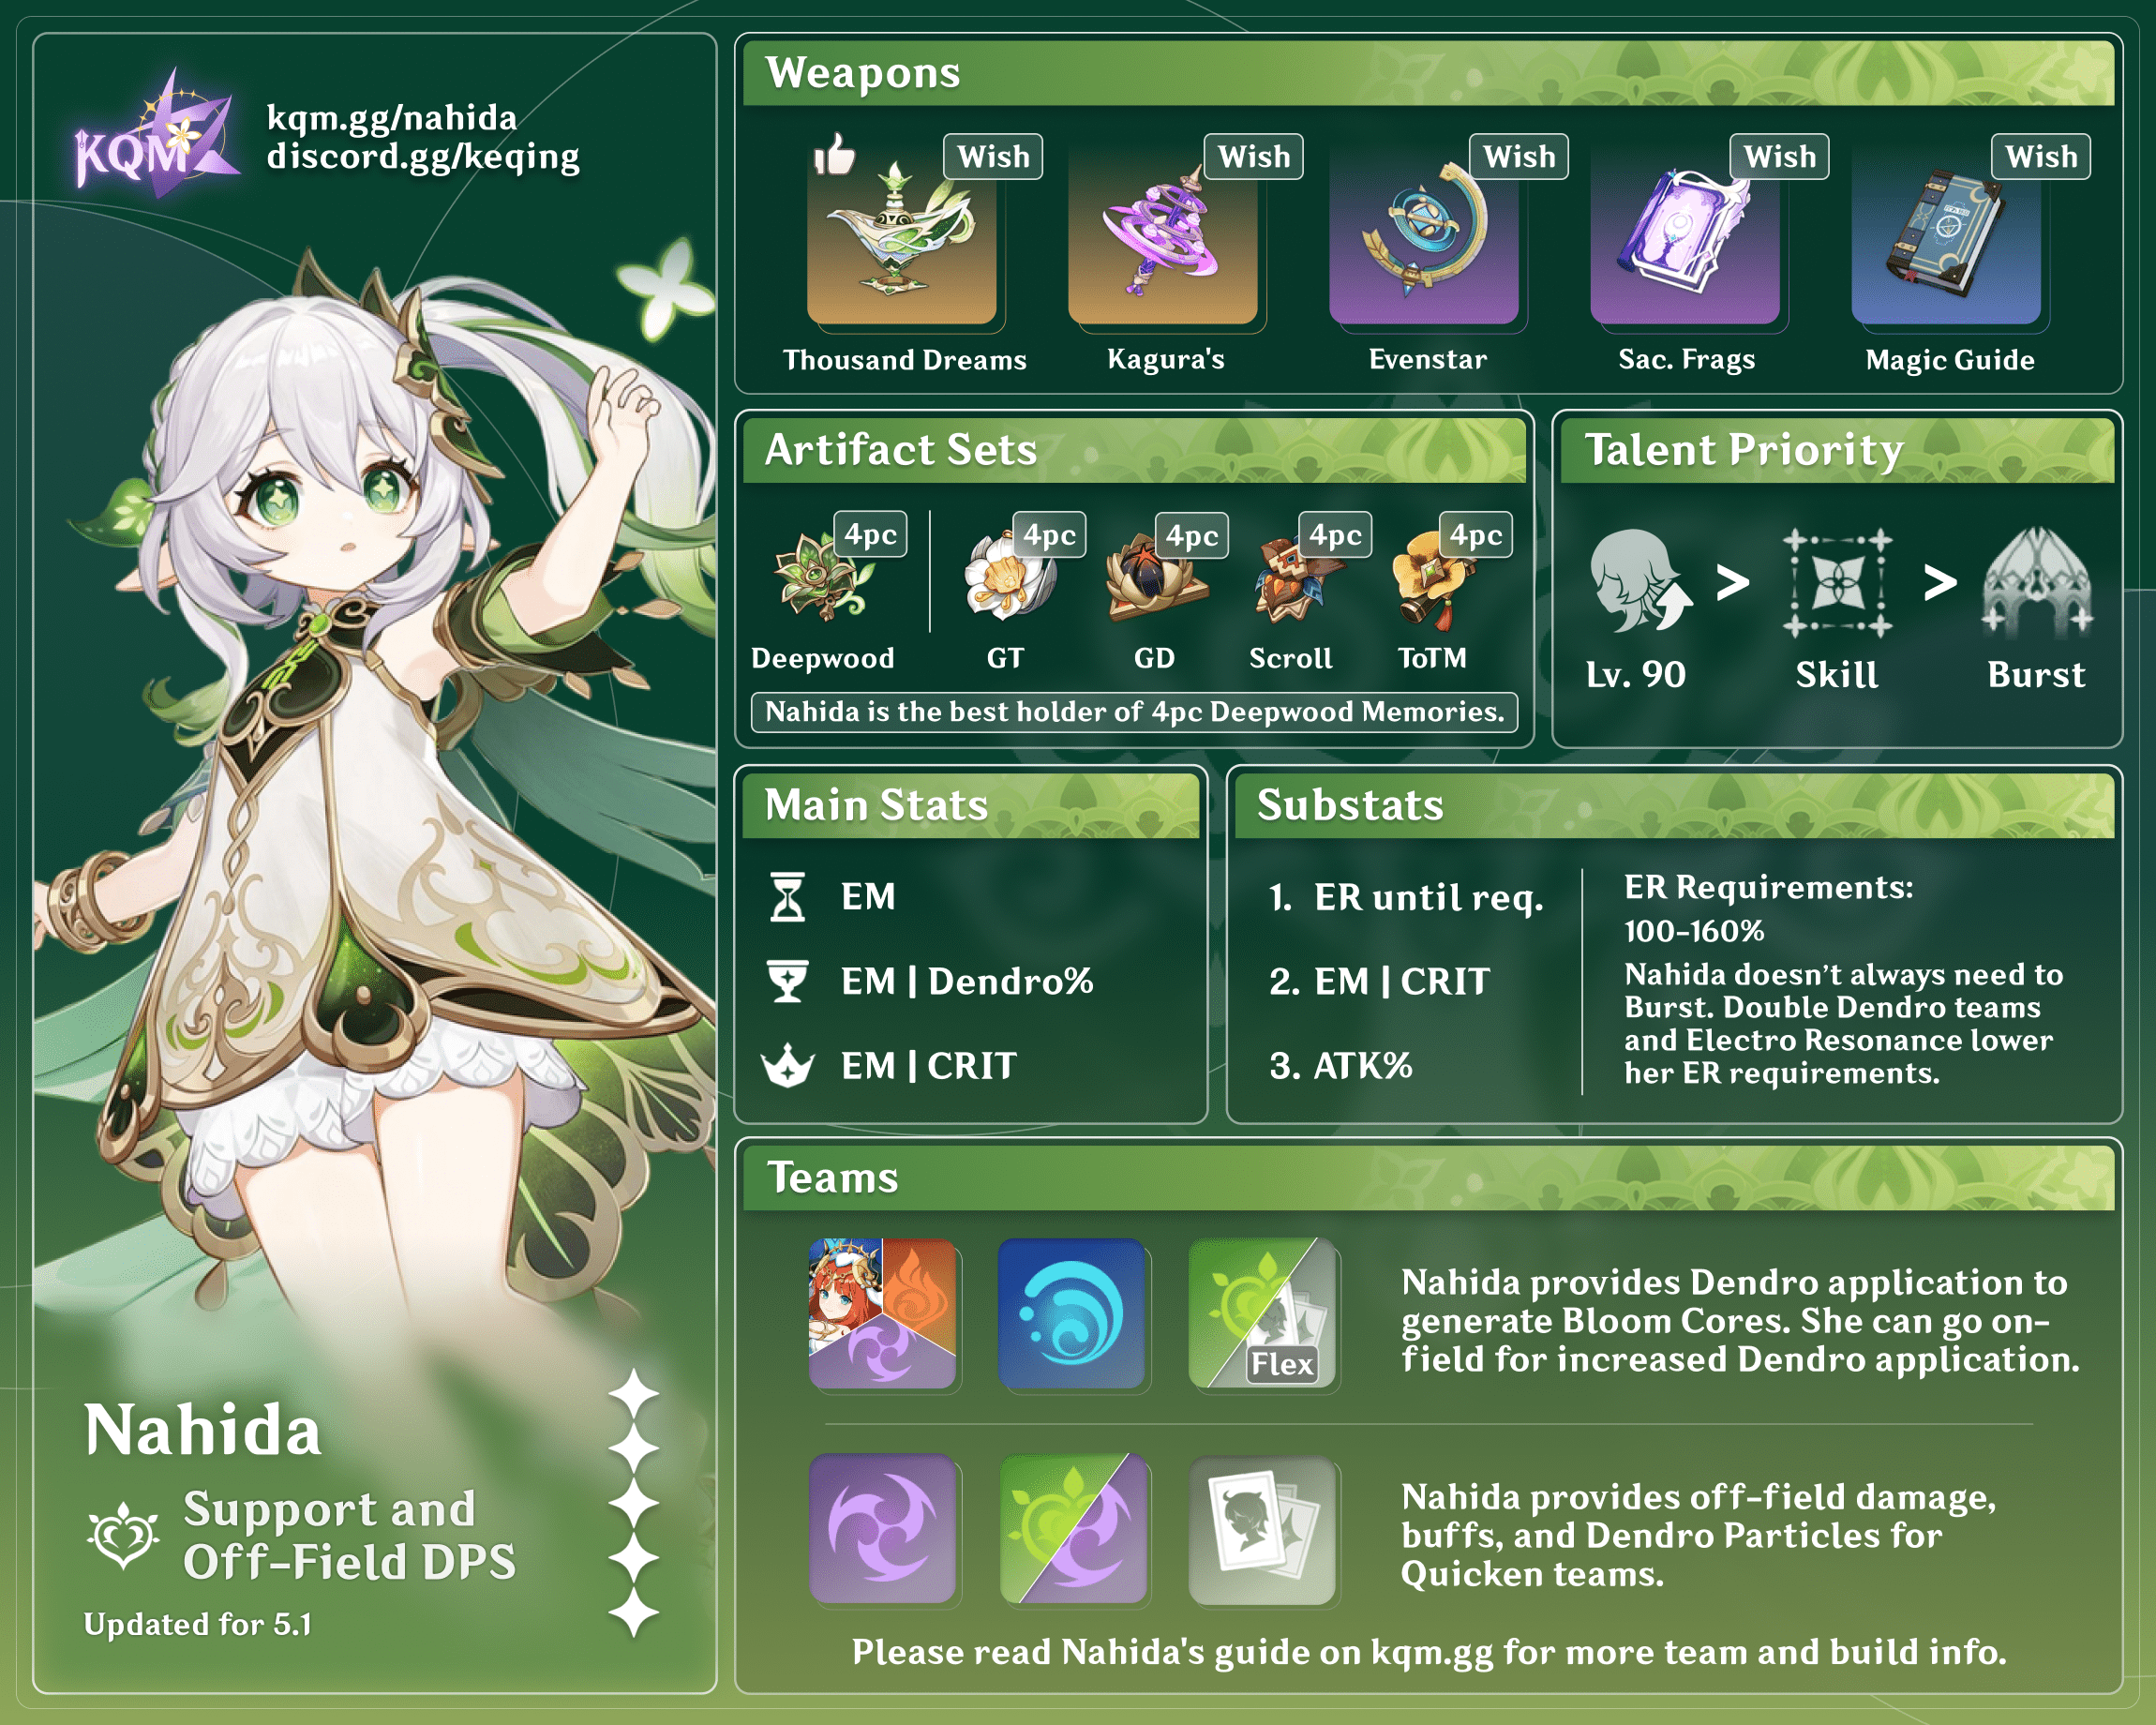 KQM
kqm.gg/nahida
discord.gg/keqing
Nahida
Support and
Off-Field DPS
Updated for 5.1
Weapons
Wish
Wish
Wish
Wish
Wish
Thousand Dreams
Kagura's
Evenstar
Sac. Frags
Magic Guide
Artifact Sets
4pc
4pc
4pc
4pc
4pc
Deepwood
GT
GD
Scroll
ToTM
Nahida is the best holder of 4pc Deepwood Memories.
Talent Priority
> >
Lv. 90
Skill
Burst
Main Stats
EM
EM | Dendro%
EM | CRIT
Substats
1. ER until req.
2. EM | CRIT
3. ATK%
ER Requirements:
100-160%
Nahida doesn't always need to
Burst. Double Dendro teams
and Electro Resonance lower
her ER requirements.
Teams
Flex
Nahida provides Dendro application to
generate Bloom Cores. She can go on-
field for increased Dendro application.
Nahida provides off-field damage,
buffs, and Dendro Particles for
Quicken teams.
Please read Nahida's guide on kqm.gg for more team and build info.